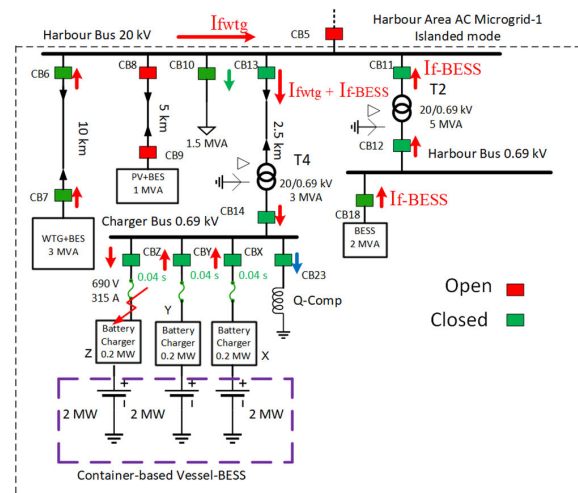 Harbour Area AC Microgrid-1
Islanded mode
Harbour Bus 20 kV
Ifwtg
CB5
CB6
CB8
CB10
CB13
CB11
If-BESS
Ifwtg + If-BESS
T2
20/0.69 kV
5 MVA
10 km
5 km
2.5 km
1.5 MVA
CB9
PV+BES
1 MVA
CB12
Harbour Bus 0.69 kV
T4
20/0.69 kV
3 MVA
CB7
WTG+BES
3 MVA
CB14
Charger Bus 0.69 kV
CB18
If-BESS
BESS
2 MVA
CBZ
CBY
CBX
CB23
0.04 s
0.04 s
0.04 s
690 V
315 A
Q-Comp
Open
Closed
Battery
Charger
0.2 MW
Z
Y
Battery
Charger
0.2 MW
Battery
Charger
0.2 MW
X
+
–
+
–
+
–
2 MW
2 MW
2 MW
Container-based Vessel-BESS